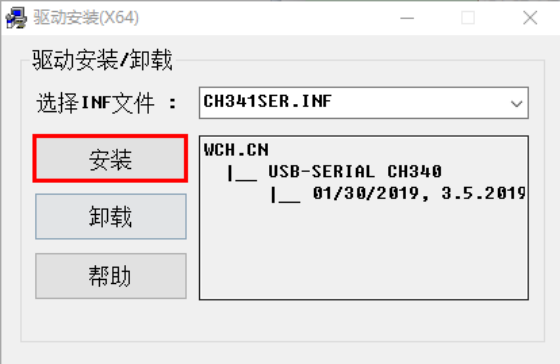 驱动安装(X64)
驱动安装/卸载
选择INF文件 :
CH341SER.INF
安装
卸载
帮助
WCH.CN
|__ USB-SERIAL CH340
|__ 01/30/2019, 3.5.2019